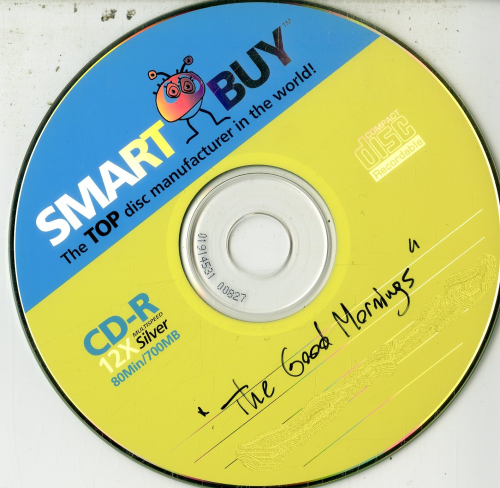 SMART BUY™
The TOP disc manufacturer in the world!
COMPACT
disc
Recordable
01914531 00827
CD-R
12X MULTISPEED Silver
80Min/700MB
"The Good Mornings"